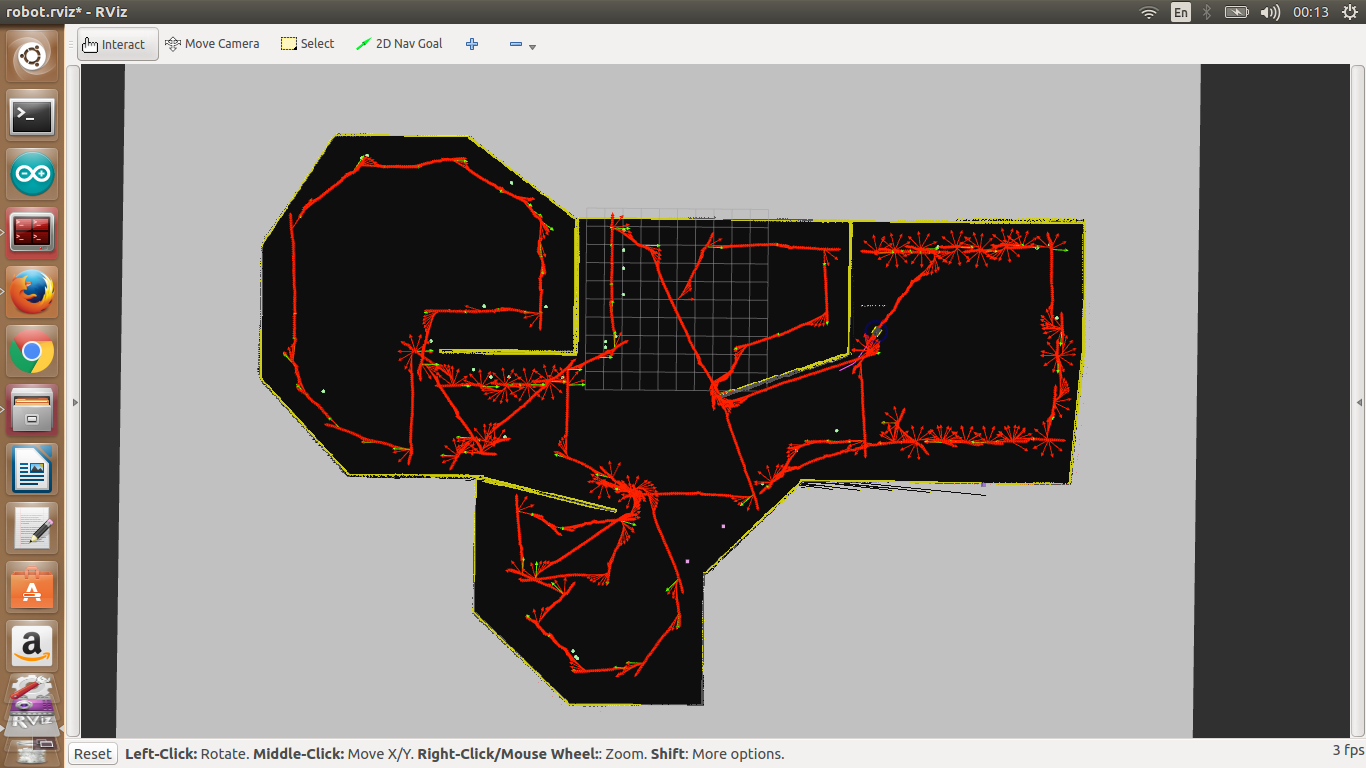 robot.rviz* - RViz
En
00:13
Interact
Move Camera
Select
2D Nav Goal
a
RViz
Reset
Left-Click: Rotate. Middle-Click: Move X/Y. Right-Click/Mouse Wheel:: Zoom. Shift: More options.
3 fps